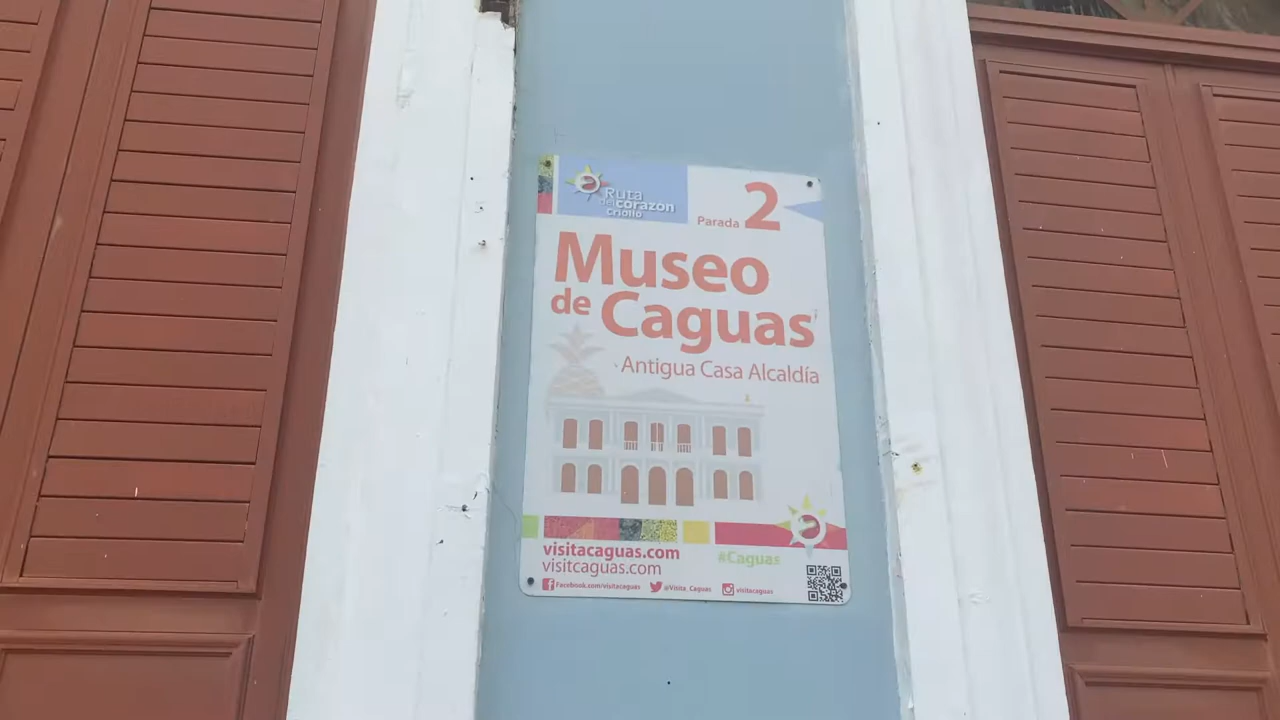 Ruta
del corazón
Criollo
Parada 2
Museo
de Caguas
Antigua Casa Alcaldía
visitacaguas.com
visitcaguas.com
#Caguas
Facebook.com/visitacaguas @Visita_Caguas visitacaguas